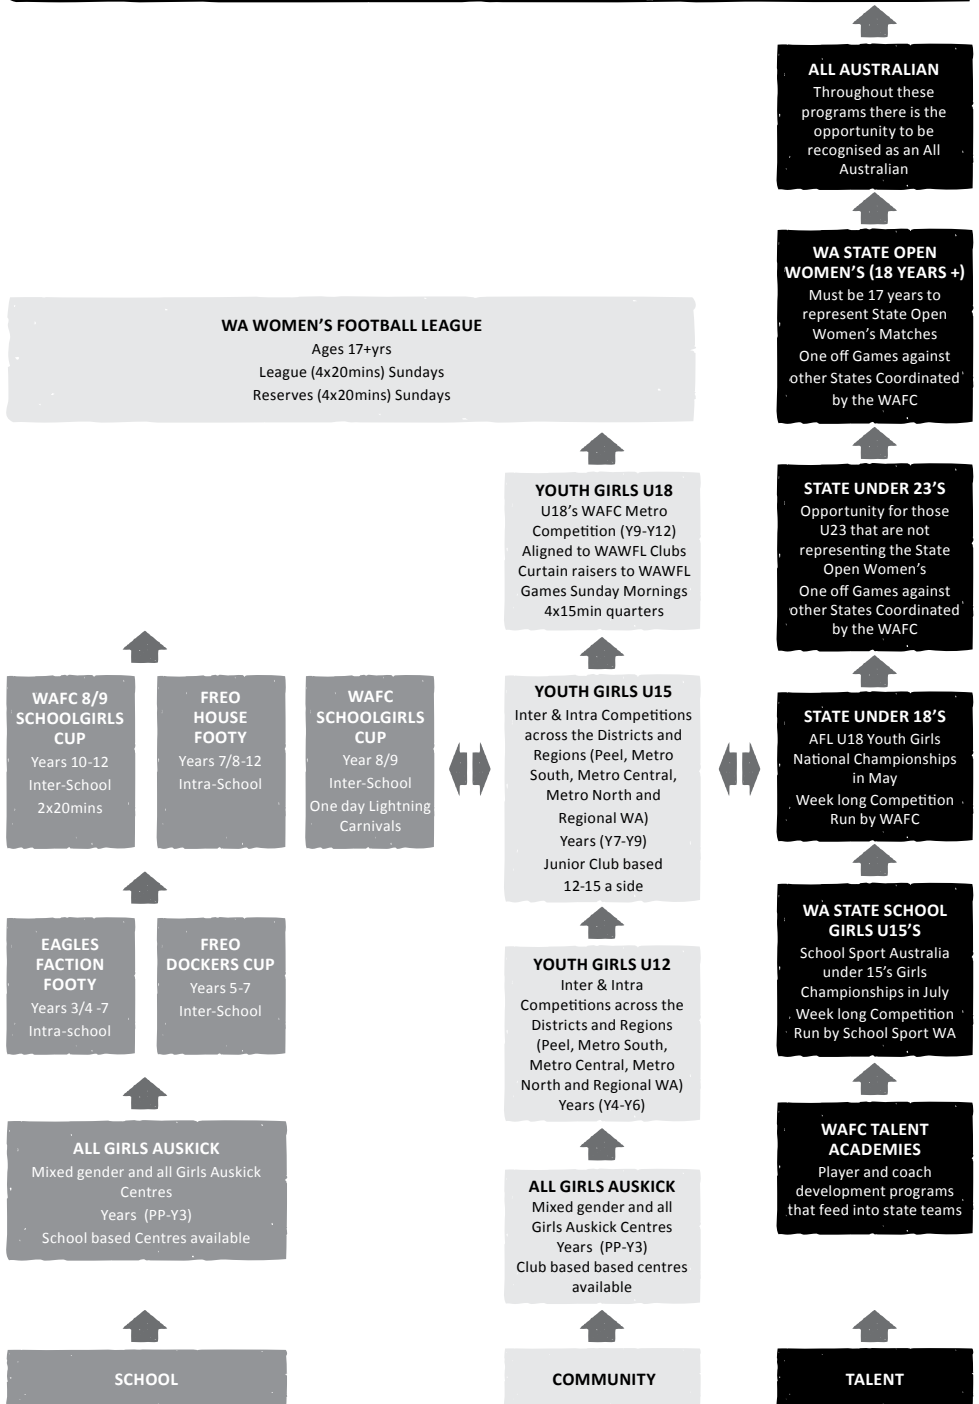 ALL AUSTRALIAN
Throughout these
programs there is the
opportunity to be
recognised as an All
Australian
WA STATE OPEN
WOMEN'S (18 YEARS +)
Must be 17 years to
represent State Open
Women's Matches
One off Games against
other States Coordinated
by the WAFC
WA WOMEN'S FOOTBALL LEAGUE
Ages 17+yrs
League (4x20mins) Sundays
Reserves (4x20mins) Sundays
YOUTH GIRLS U18
U18's WAFC Metro
Competition (Y9-Y12)
Aligned to WAWFL Clubs
Curtain raisers to WAWFL
Games Sunday Mornings
4x15min quarters
STATE UNDER 23'S
Opportunity for those
U23 that are not
representing the State
Open Women's
One off Games against
other States Coordinated
by the WAFC
WAFC 8/9
SCHOOLGIRLS
CUP
Years 10-12
Inter-School
2x20mins
FREO
HOUSE
FOOTY
Years 7/8-12
Intra-School
WAFC
SCHOOLGIRLS
CUP
Year 8/9
Inter-School
One day Lightning
Carnivals
YOUTH GIRLS U15
Inter & Intra Competitions
across the Districts and
Regions (Peel, Metro
South, Metro Central,
Metro North and
Regional WA)
Years (Y7-Y9)
Junior Club based
12-15 a side
STATE UNDER 18'S
AFL U18 Youth Girls
National Championships
in May
Week long Competition
Run by WAFC
EAGLES
FACTION
FOOTY
Years 3/4 -7
Intra-school
FREO
DOCKERS CUP
Years 5-7
Inter-School
YOUTH GIRLS U12
Inter & Intra
Competitions across the
Districts and Regions
(Peel, Metro South,
Metro Central, Metro
North and Regional WA)
Years (Y4-Y6)
WA STATE SCHOOL
GIRLS U15'S
School Sport Australia
under 15's Girls
Championships in July
Week long Competition
Run by School Sport WA
ALL GIRLS AUSKICK
Mixed gender and all Girls Auskick
Centres
Years (PP-Y3)
School based Centres available
ALL GIRLS AUSKICK
Mixed gender and all
Girls Auskick Centres
Years (PP-Y3)
Club based based centres
available
WAFC TALENT
ACADEMIES
Player and coach
development programs
that feed into state teams
SCHOOL
COMMUNITY
TALENT